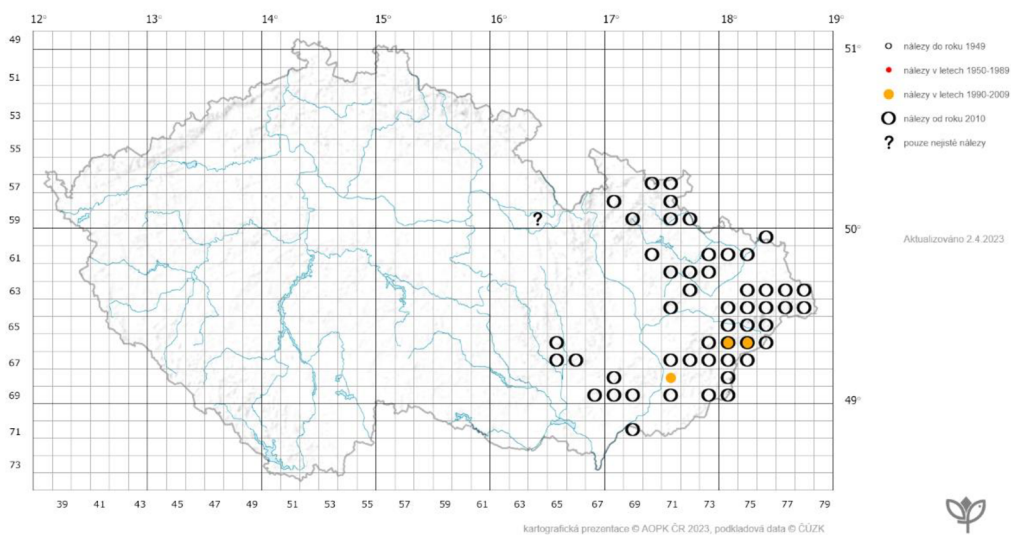 12° 13° 14° 15° 16° 17° 18° 19°
49
51°
51
53
55
57
59
50°
61
63
65
67
69
49°
71
73
39 41 43 45 47 49 51 53 55 57 59 61 63 65 67 69 71 73 75 77 79
?
nálezy do roku 1949
nálezy v letech 1950-1989
nálezy v letech 1990-2009
nálezy od roku 2010
? pouze nejisté nálezy
Aktualizováno 2.4.2023
kartografická prezentace © AOPK ČR 2023, podkladová data © ČÚZK